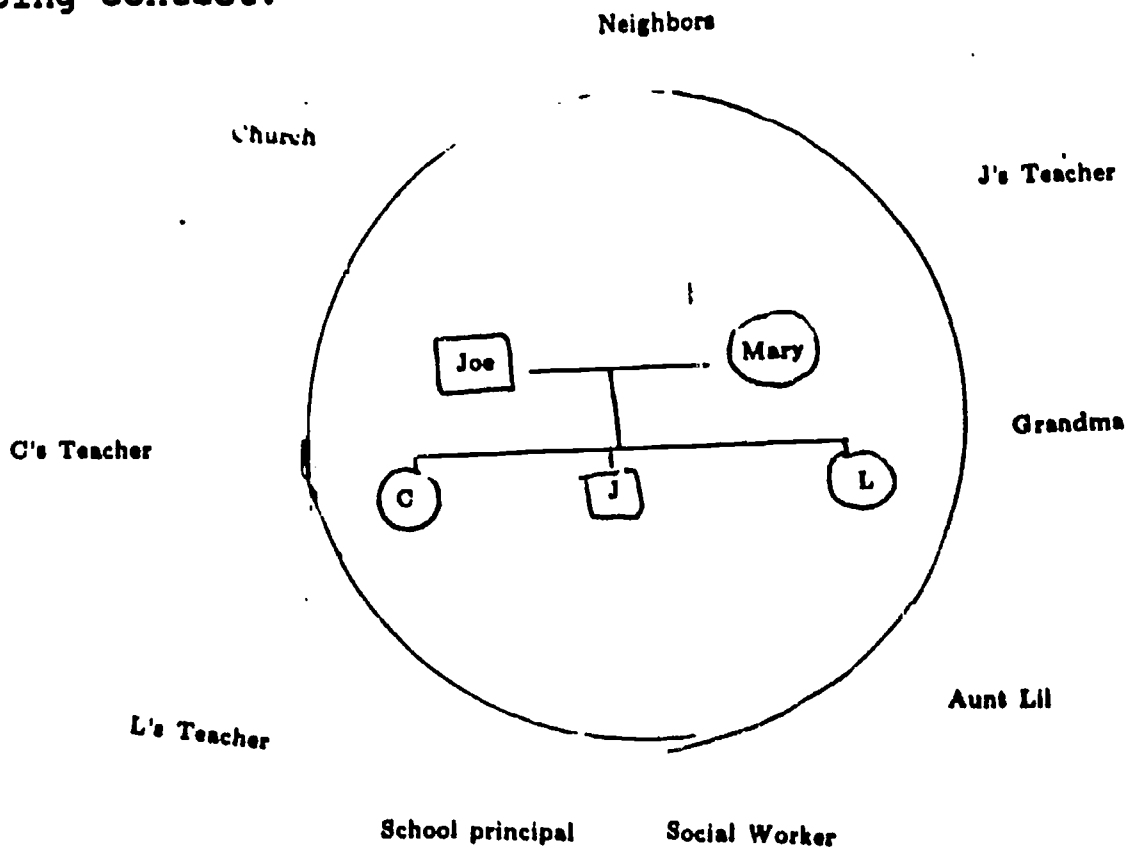 Neighbors
Church
J's Teacher
Joe
Mary
Grandma
C's Teacher
C
J
L
Aunt Lil
L's Teacher
School principal
Social Worker